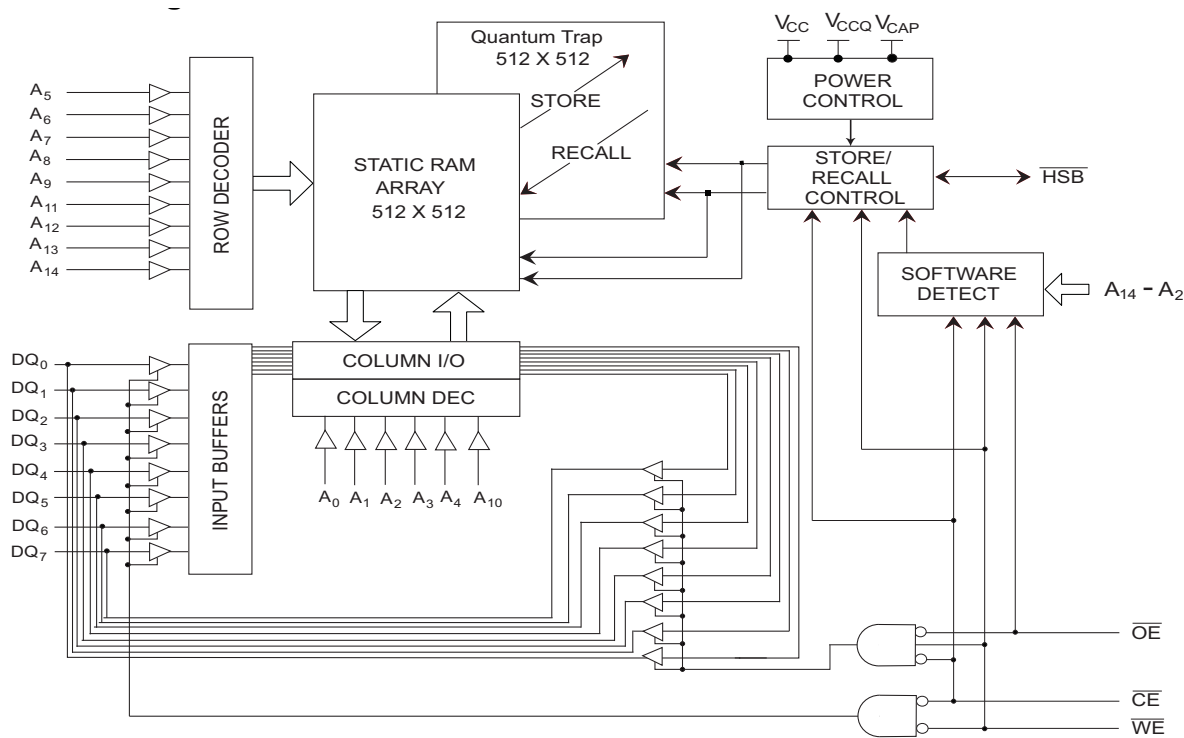 Quantum Trap
512 X 512
STORE
RECALL
STATIC RAM
ARRAY
512 X 512
ROW DECODER
A5
A6
A7
A8
A9
A11
A12
A13
A14
VCC
VCCQ
VCAP
POWER
CONTROL
STORE/
RECALL
CONTROL
HSB
SOFTWARE
DETECT
A14 – A2
COLUMN I/O
COLUMN DEC
A0
A1
A2
A3
A4
A10
INPUT BUFFERS
DQ0
DQ1
DQ2
DQ3
DQ4
DQ5
DQ6
DQ7
OE
CE
WE